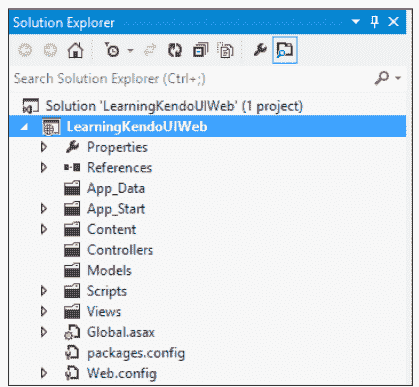 Solution Explorer
Search Solution Explorer (Ctrl+;)
Solution 'LearningKendoUIWeb' (1 project)
LearningKendoUIWeb
Properties
References
App_Data
App_Start
Content
Controllers
Models
Scripts
Views
Global.asax
packages.config
Web.config